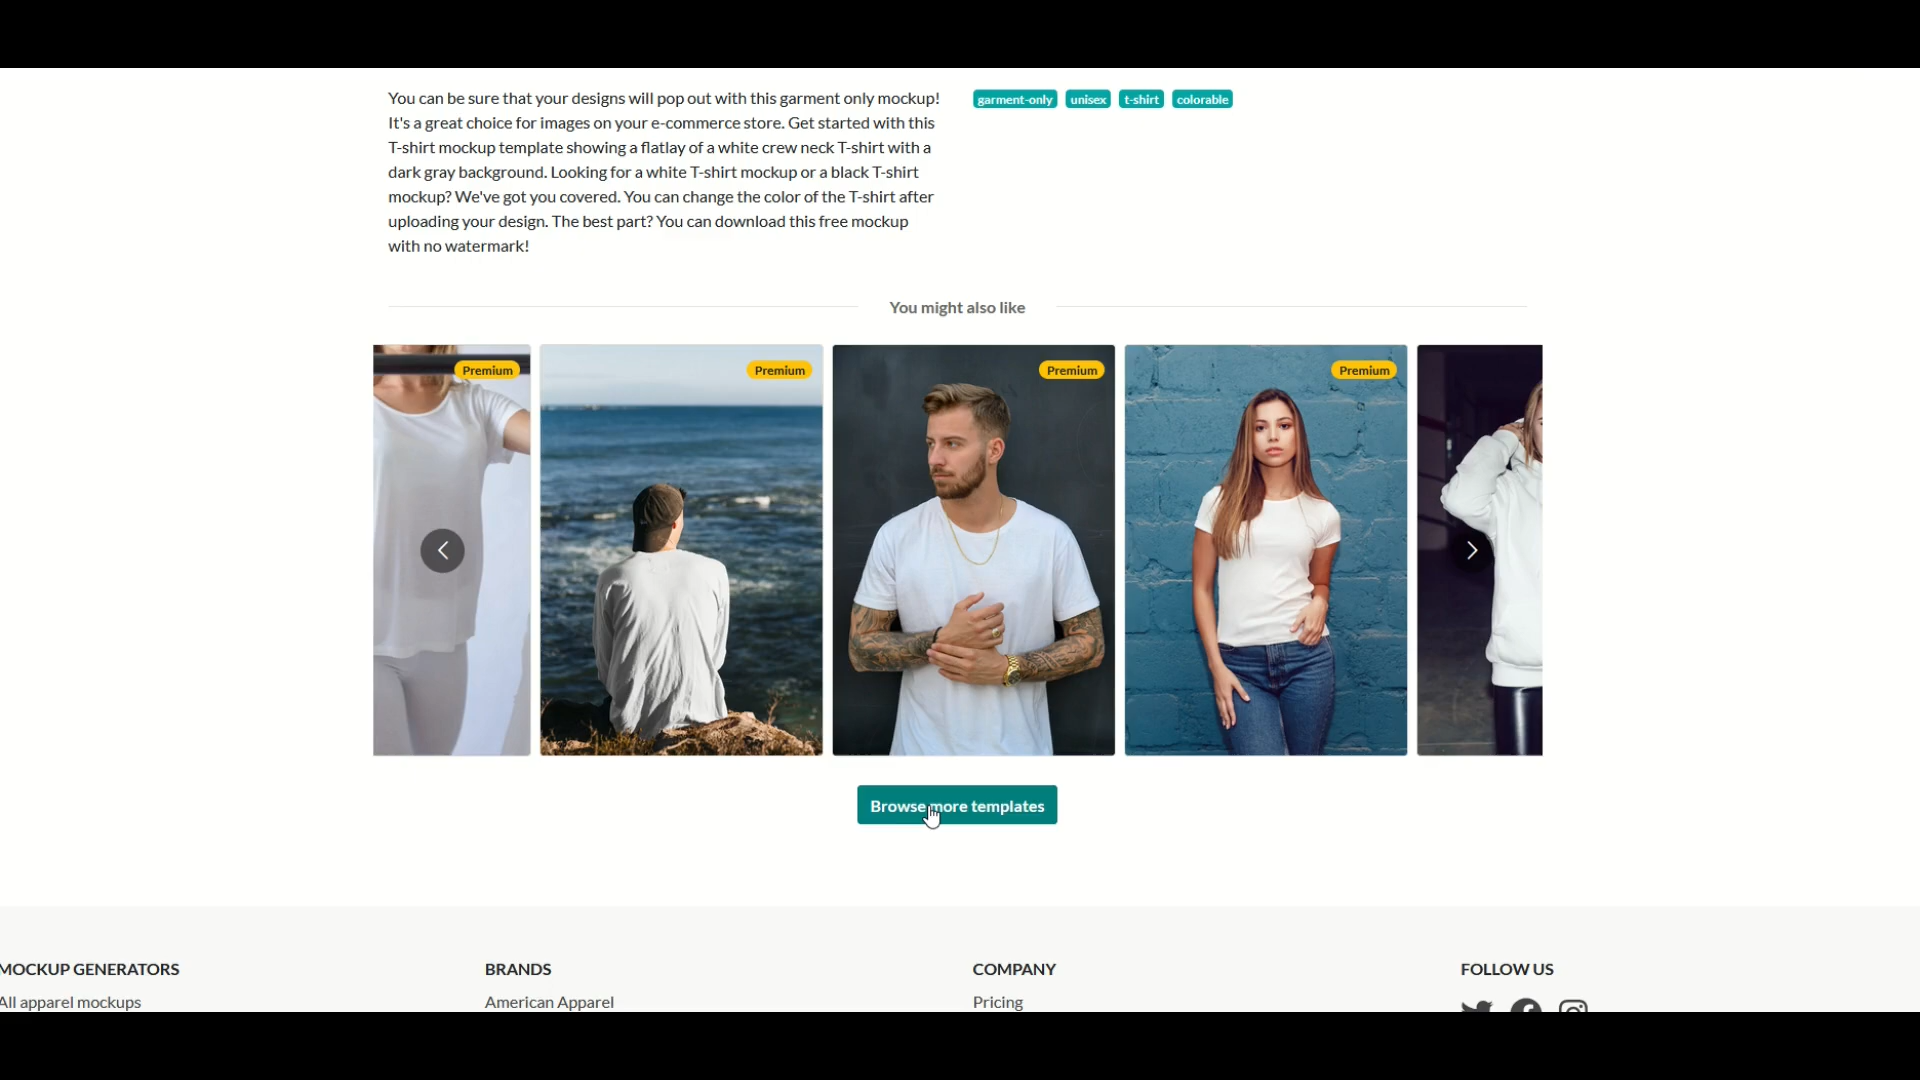 You can be sure that your designs will pop out with this garment only mockup!
It's a great choice for images on your e-commerce store. Get started with this
T-shirt mockup template showing a flatlay of a white crew neck T-shirt with a
dark gray background. Looking for a white T-shirt mockup or a black T-shirt
mockup? We've got you covered. You can change the color of the T-shirt after
uploading your design. The best part? You can download this free mockup
with no watermark!
garment-only unisex t-shirt colorable
You might also like
Premium Premium Premium Premium
Browse more templates
MOCKUP GENERATORS BRANDS COMPANY FOLLOW US
All apparel mockups American Apparel Pricing